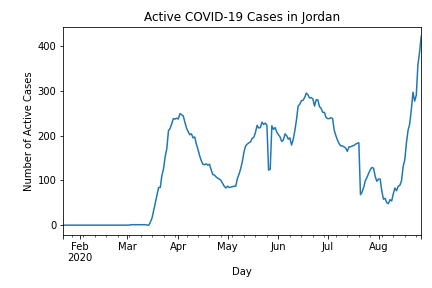 Active COVID-19 Cases in Jordan
Number of Active Cases
400
300
200
100
0
Feb Mar Apr May Jun Jul Aug
2020
Day